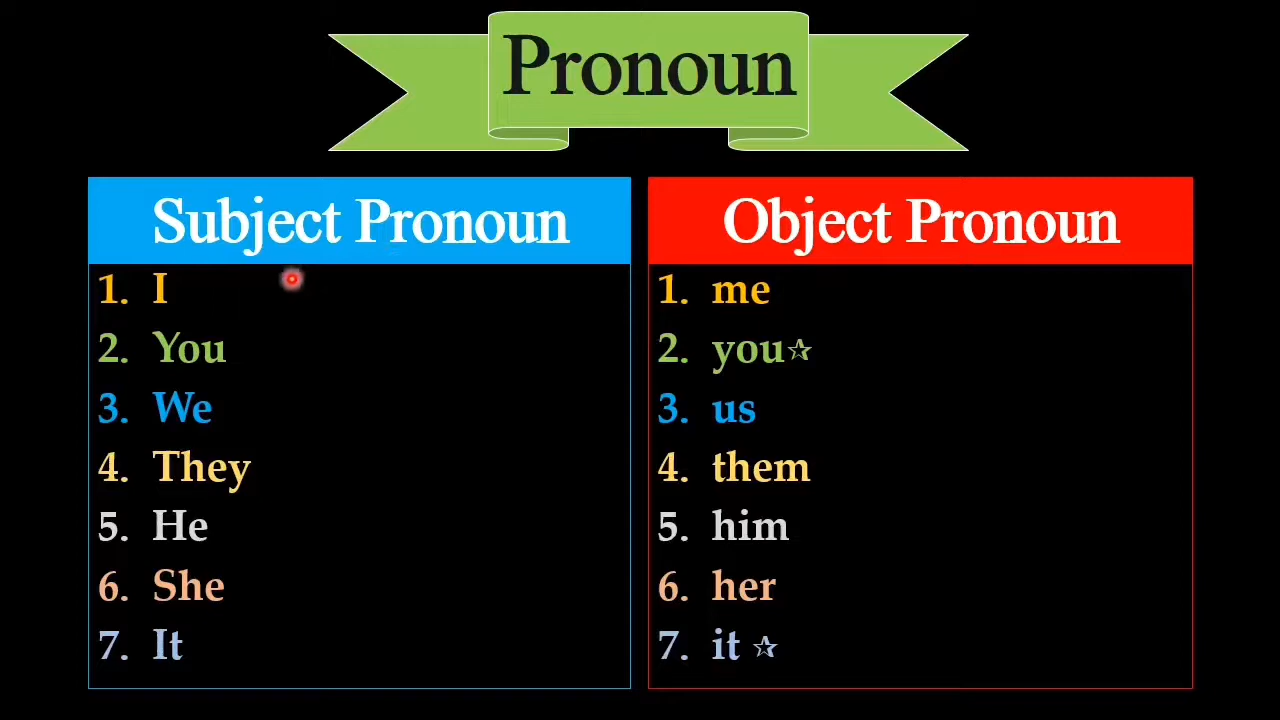 Pronoun
Subject Pronoun
1. I
2. You
3. We
4. They
5. He
6. She
7. It
Object Pronoun
1. me
2. you☆
3. us
4. them
5. him
6. her
7. it ☆